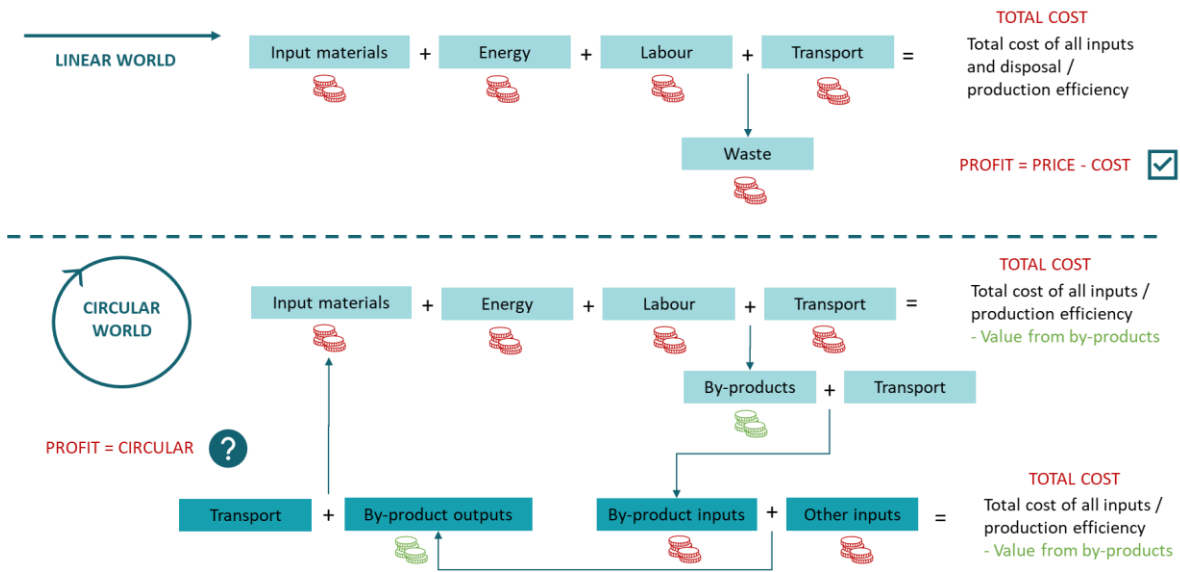 LINEAR WORLD
Input materials + Energy + Labour + Transport =
TOTAL COST
Total cost of all inputs
and disposal /
production efficiency
Waste
PROFIT = PRICE - COST
CIRCULAR
WORLD
Input materials + Energy + Labour + Transport =
TOTAL COST
Total cost of all inputs /
production efficiency
- Value from by-products
By-products + Transport
PROFIT = CIRCULAR ?
Transport + By-product outputs
By-product inputs + Other inputs =
TOTAL COST
Total cost of all inputs /
production efficiency
- Value from by-products